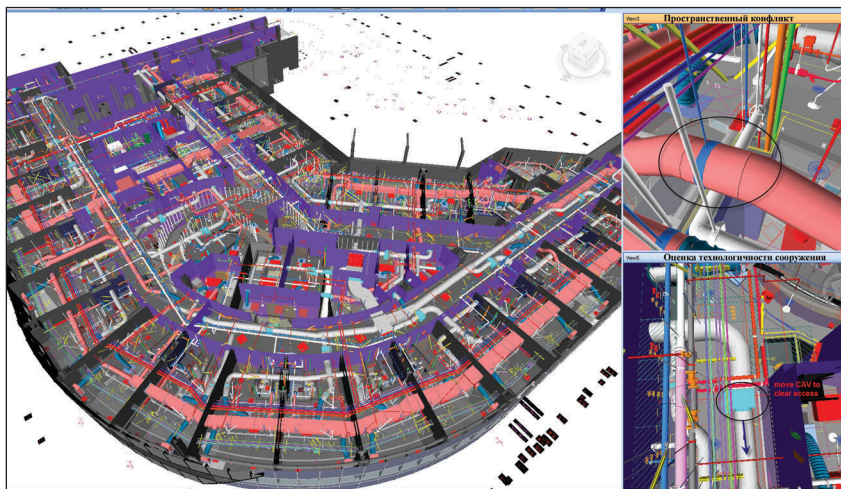 View3
Пространственный конфликт
View5
Оценка технологичности сооружения
move CAV to
clear access